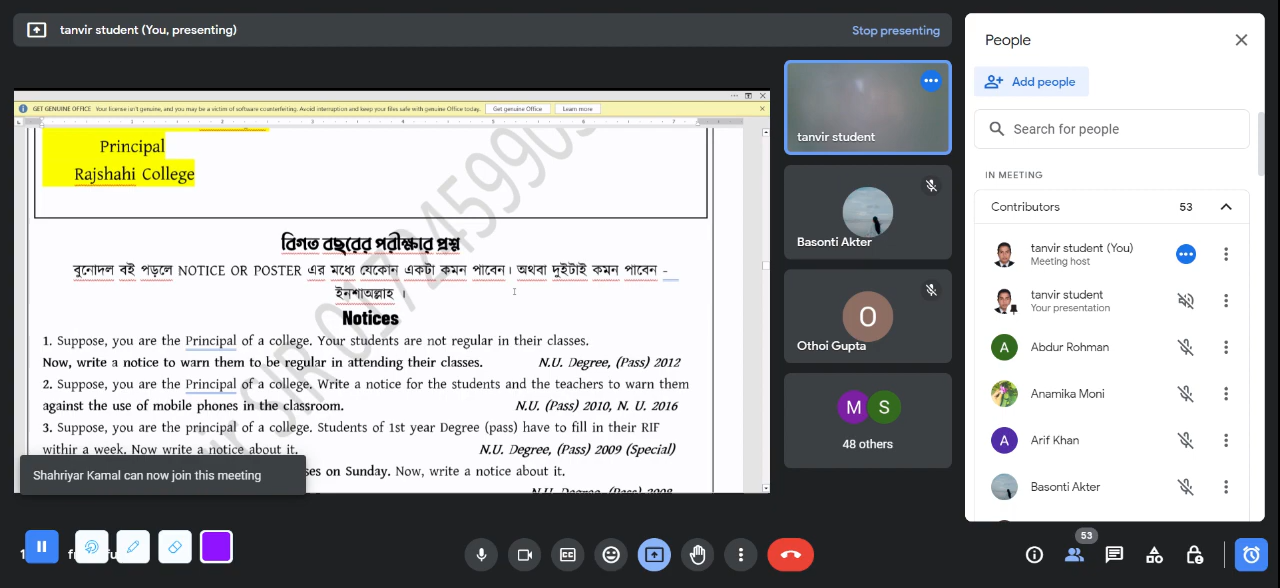 tanvir student (You, presenting)
Stop presenting
GET GENUINE OFFICE Your license isn't genuine, and you may be a victim of software counterfeiting. Avoid interruption and keep your files safe with genuine Office today. Get genuine Office Learn more
Principal
Rajshahi College
বিগত বছরের পরীক্ষার প্রশ্ন
বুনোদল বই পড়লে NOTICE OR POSTER এর মধ্যে যেকোন একটা কমন পাবেন। অথবা দুইটাই কমন পাবেন -
ইনশাঅল্লাহ ।
Notices
1. Suppose, you are the Principal of a college. Your students are not regular in their classes.
Now, write a notice to warn them to be regular in attending their classes. N.U. Degree, (Pass) 2012
2. Suppose, you are the Principal of a college. Write a notice for the students and the teachers to warn them
against the use of mobile phones in the classroom. N.U. (Pass) 2010, N. U. 2016
3. Suppose, you are the principal of a college. Students of 1st year Degree (pass) have to fill in their RIF
withir a week. Now write a notice about it. N.U. Degree, (Pass) 2009 (Special)
on Sunday. Now, write a notice about it.
N.U. Degree, (Pass) 2008
SIR
Shahriyar Kamal can now join this meeting
tanvir student
Basonti Akter
O
Othoi Gupta
M S
48 others
People
Add people
Search for people
IN MEETING
Contributors 53
tanvir student (You)
Meeting host
tanvir student
Your presentation
A Abdur Rohman
Anamika Moni
A Arif Khan
Basonti Akter
53